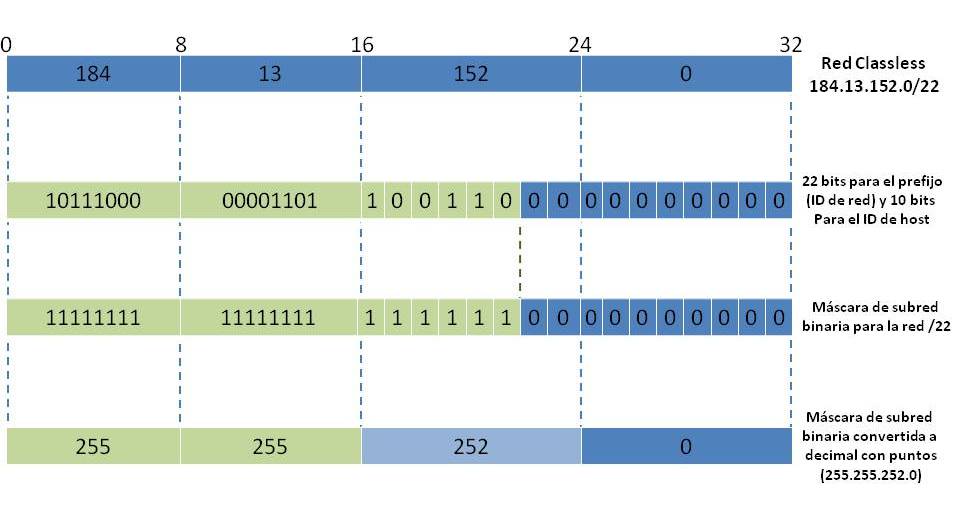 0 8 16 24 32
184 13 152 0
Red Classless
184.13.152.0/22
10111000 00001101 1 0 0 1 1 0 0 0 0 0 0 0 0 0 0 0
22 bits para el prefijo
(ID de red) y 10 bits
Para el ID de host
11111111 11111111 1 1 1 1 1 1 0 0 0 0 0 0 0 0 0 0
Máscara de subred
binaria para la red /22
255 255 252 0
Máscara de subred
binaria convertida a
decimal con puntos
(255.255.252.0)